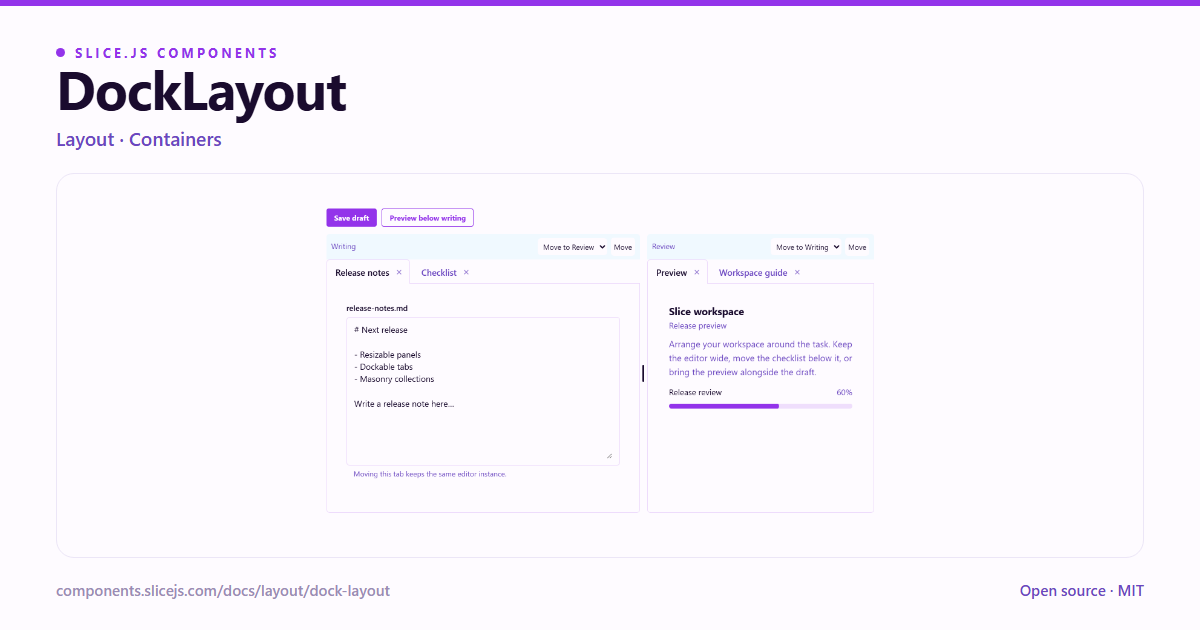 SLICE.JS COMPONENTS
DockLayout
Layout · Containers
Save draft
Preview below writing
Writing
Move to Review
Move
Release notes ×
Checklist ×
release-notes.md
# Next release
- Resizable panels
- Dockable tabs
- Masonry collections
Write a release note here...
Moving this tab keeps the same editor instance.
Review
Move to Writing
Move
Preview ×
Workspace guide ×
Slice workspace
Release preview
Arrange your workspace around the task. Keep
the editor wide, move the checklist below it, or
bring the preview alongside the draft.
Release review 60%
components.slicejs.com/docs/layout/dock-layout
Open source · MIT